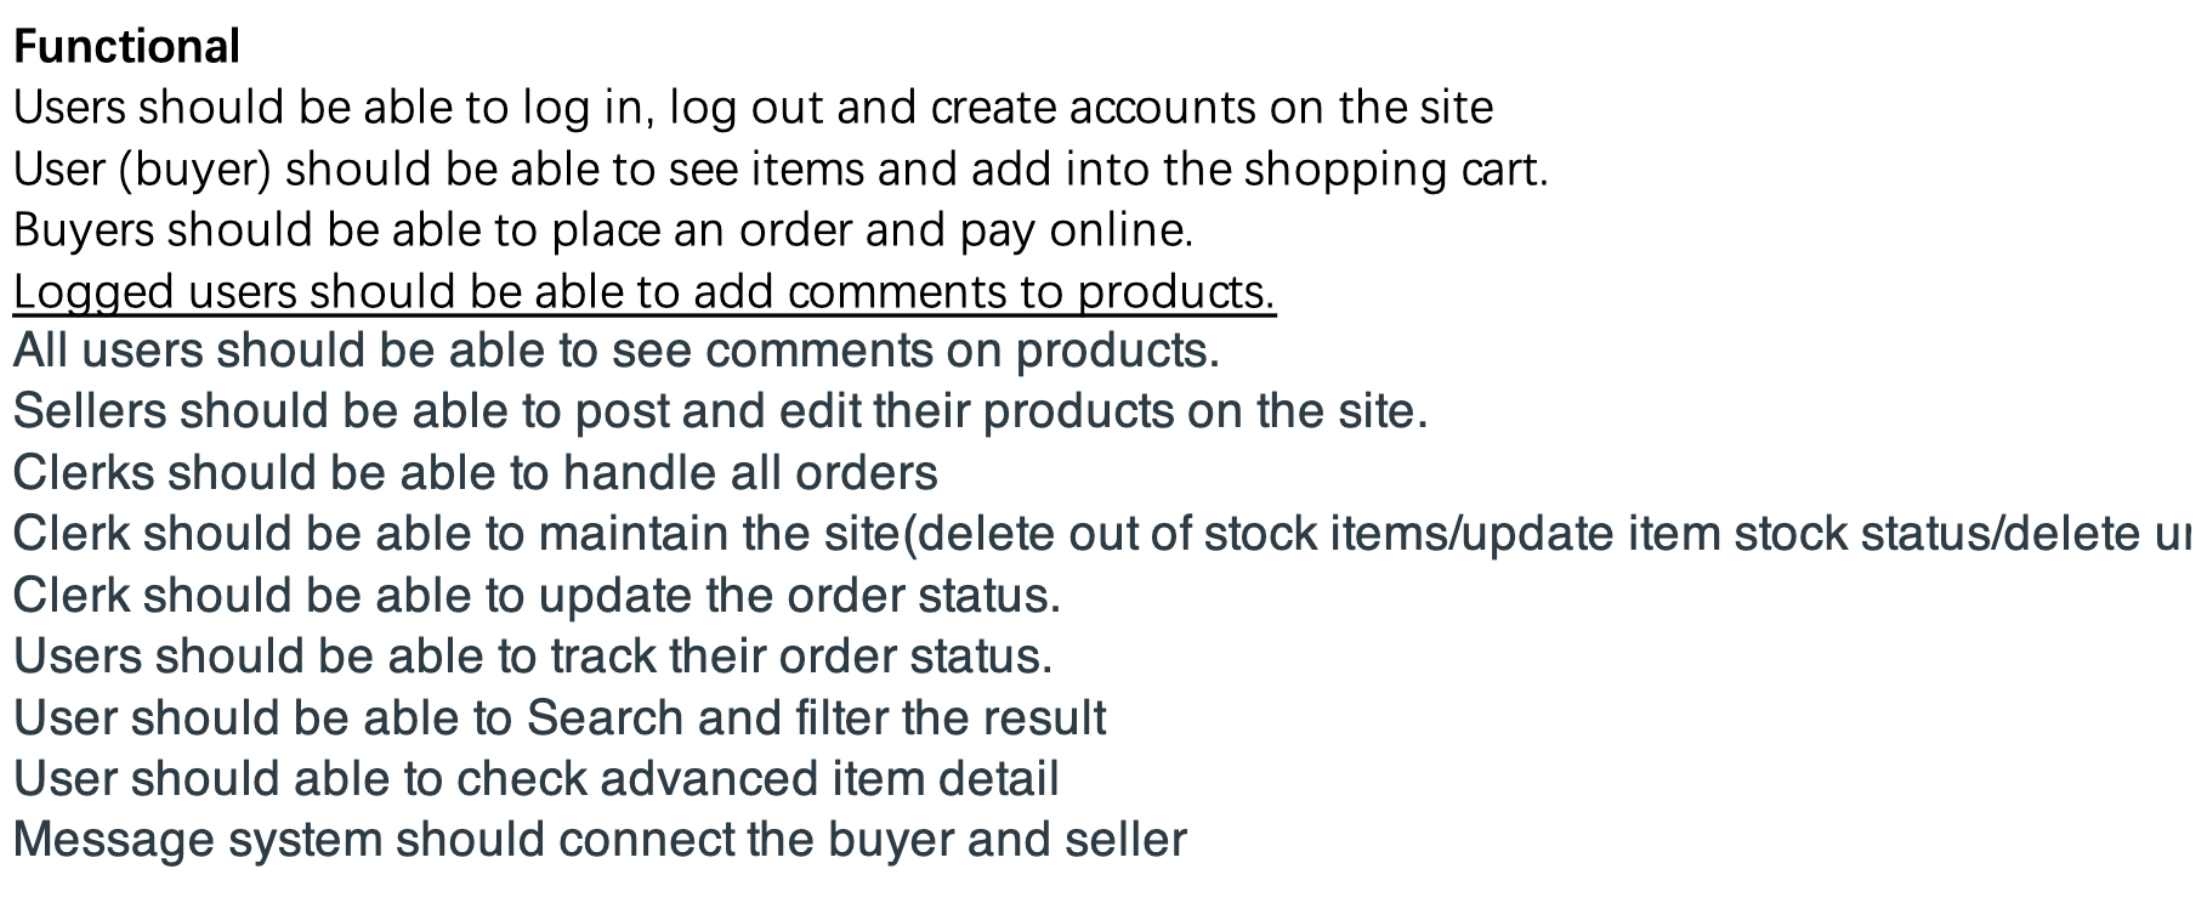 Functional
Users should be able to log in, log out and create accounts on the site
User (buyer) should be able to see items and add into the shopping cart.
Buyers should be able to place an order and pay online.
Logged users should be able to add comments to products.
All users should be able to see comments on products.
Sellers should be able to post and edit their products on the site.
Clerks should be able to handle all orders
Clerk should be able to maintain the site(delete out of stock items/update item stock status/delete
Clerk should be able to update the order status.
Users should be able to track their order status.
User should be able to Search and filter the result
User should able to check advanced item detail
Message system should connect the buyer and seller